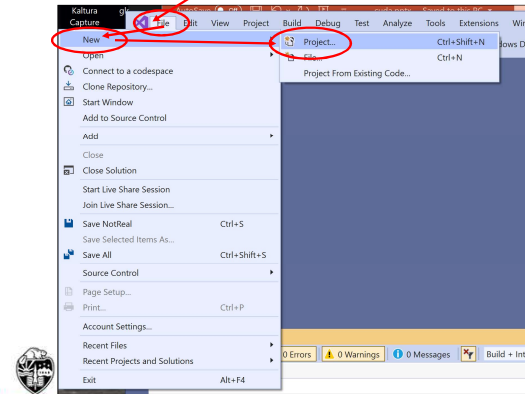 Kaltura
Capture
File Edit View Project Build Debug Test Analyze Tools Extensions
New
Project... Ctrl+Shift+N
Open
File... Ctrl+N
Connect to a codespace
Project From Existing Code...
Clone Repository...
Start Window
Add to Source Control
Add
Close
Close Solution
Start Live Share Session
Join Live Share Session...
Save NotReal Ctrl+S
Save Selected Items As...
Save All Ctrl+Shift+S
Source Control
Page Setup...
Print... Ctrl+P
Account Settings...
Recent Files
0 Errors 0 Warnings 0 Messages Build + Int
Recent Projects and Solutions
Exit Alt+F4